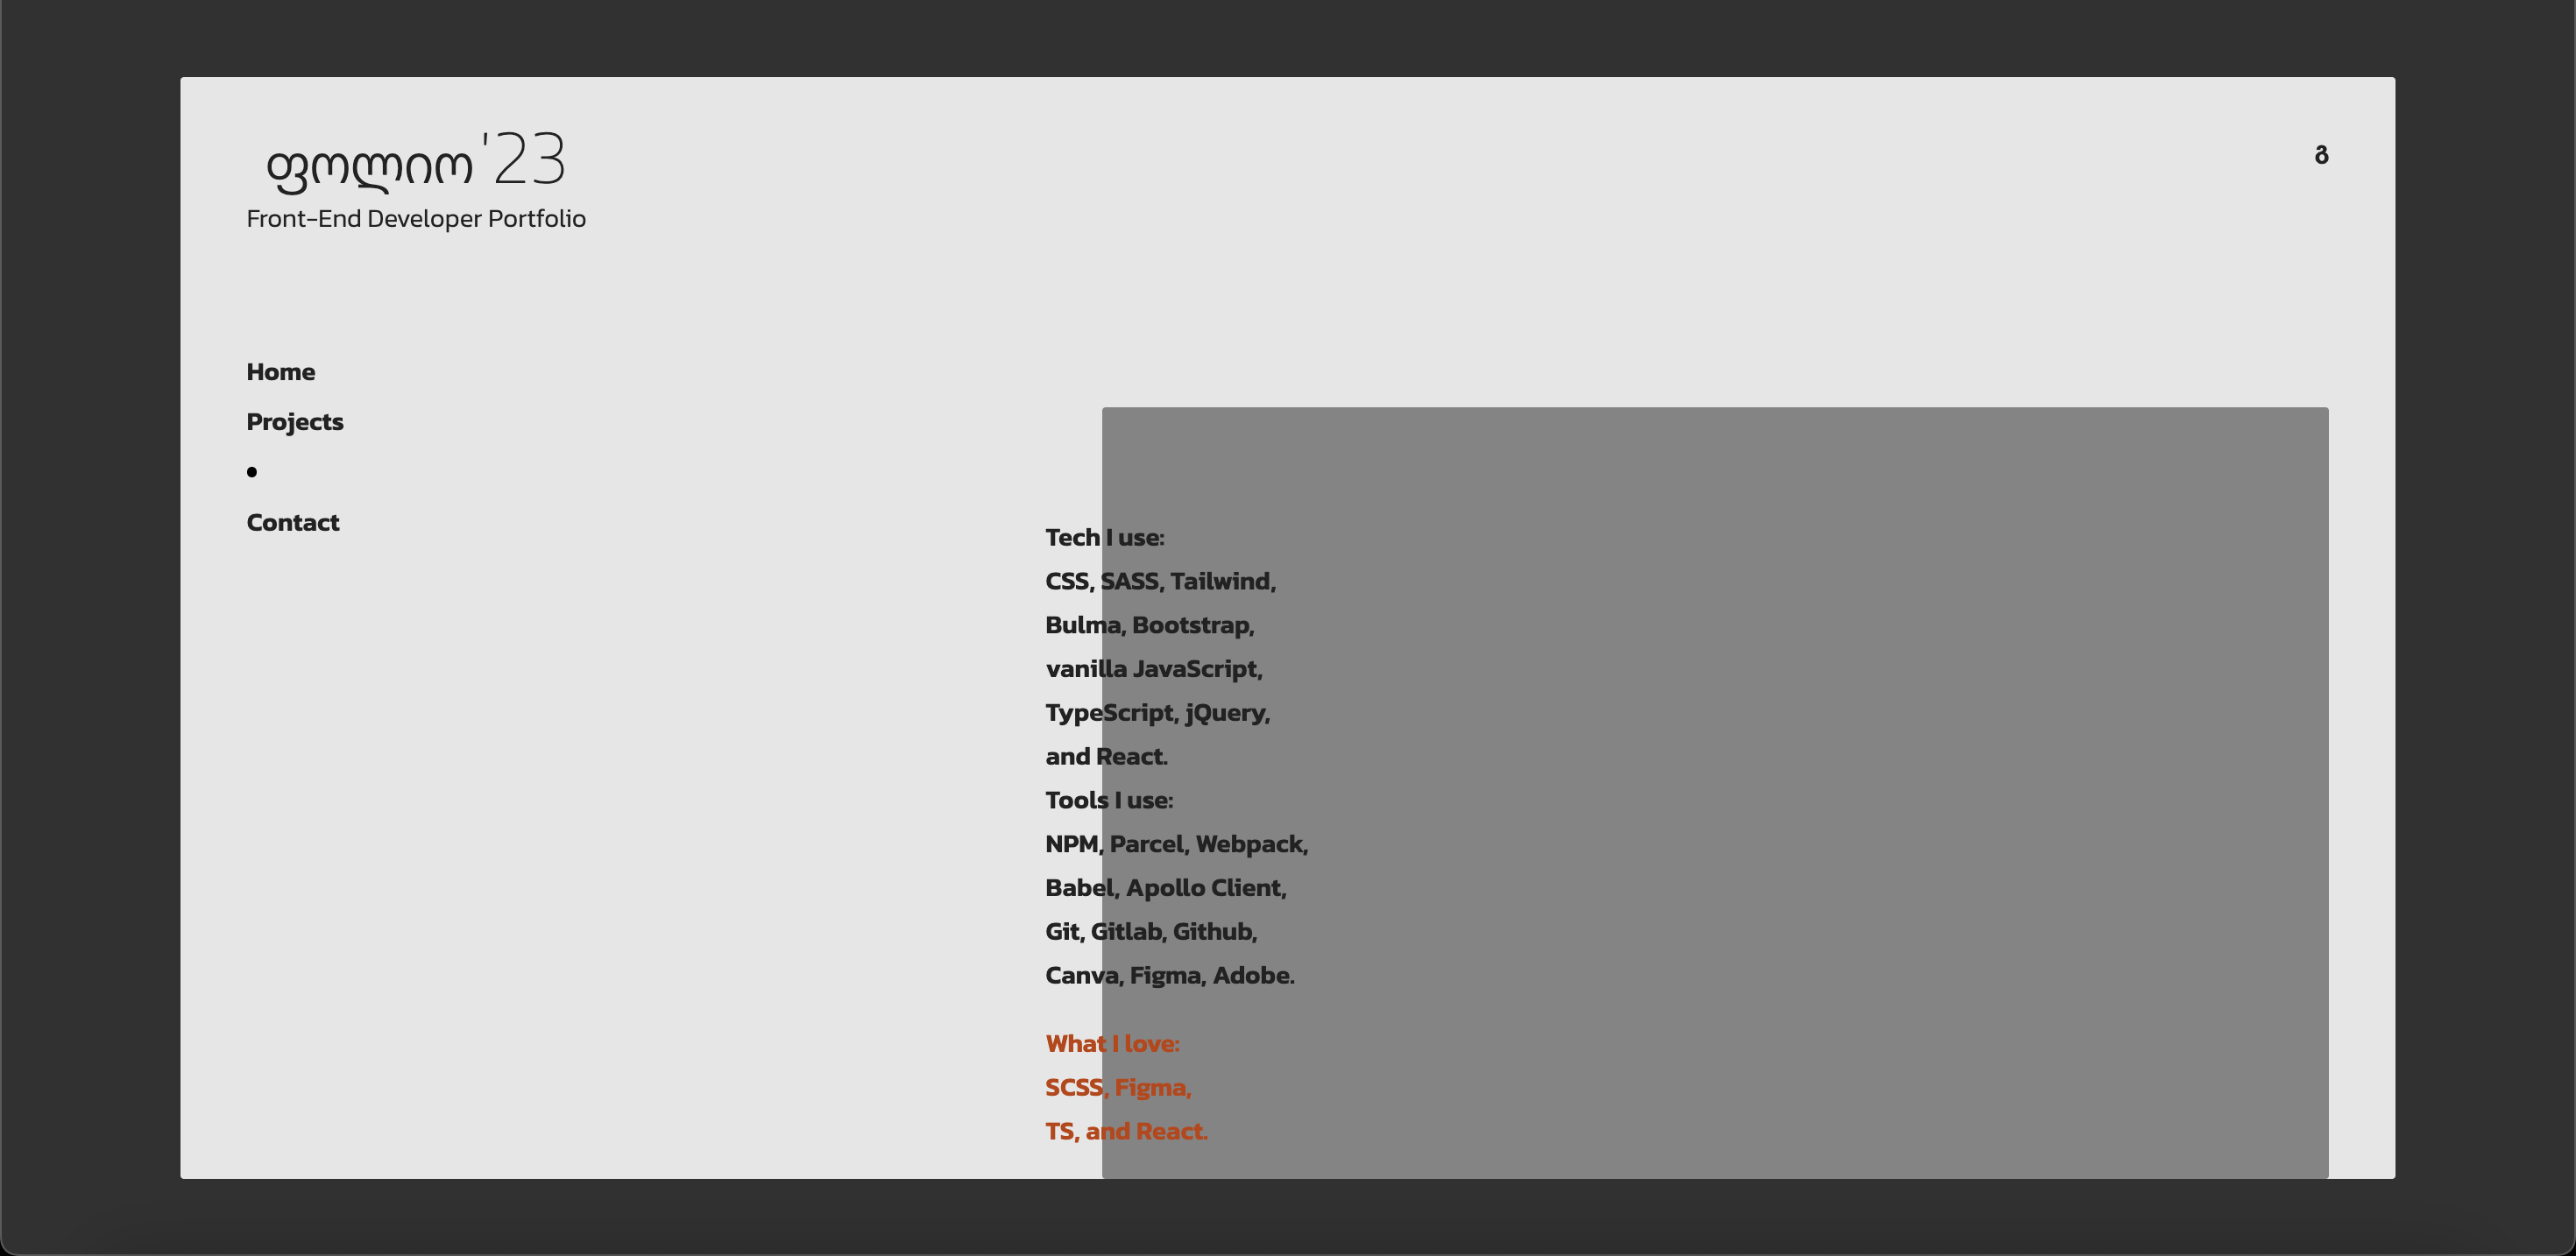 ფოლიო '23
გ
Front-End Developer Portfolio
Home
Projects
Contact
Tech I use:
CSS, SASS, Tailwind,
Bulma, Bootstrap,
vanilla JavaScript,
TypeScript, jQuery,
and React.
Tools I use:
NPM, Parcel, Webpack,
Babel, Apollo Client,
Git, Gitlab, Github,
Canva, Figma, Adobe.
What I love:
SCSS, Figma,
TS, and React.